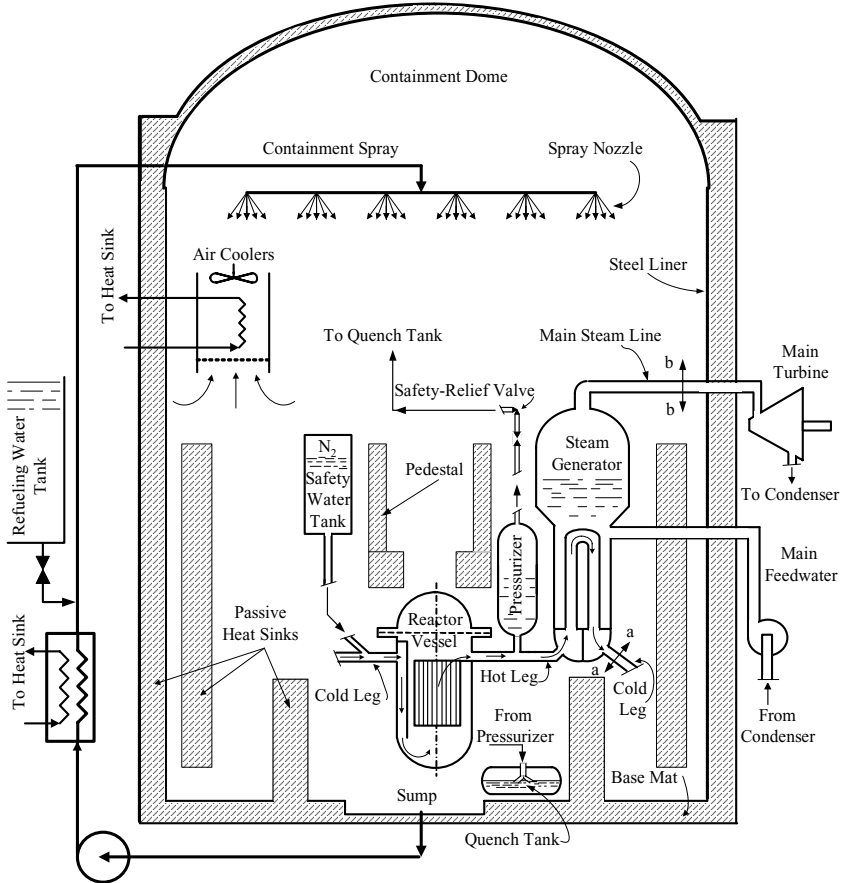 Containment Dome
Containment Spray
Spray Nozzle
Air Coolers
To Heat Sink
Steel Liner
To Quench Tank
Main Steam Line
b
b
Main
Turbine
Safety-Relief Valve
Refueling Water
Tank
N2
Safety
Water
Tank
Pedestal
Steam
Generator
To Condenser
Pressurizer
Main
Feedwater
Passive
Heat Sinks
Reactor
Vessel
To Heat Sink
Cold Leg
Hot Leg
a
a
Cold
Leg
From
Pressurizer
From
Condenser
Sump
Base Mat
Quench Tank